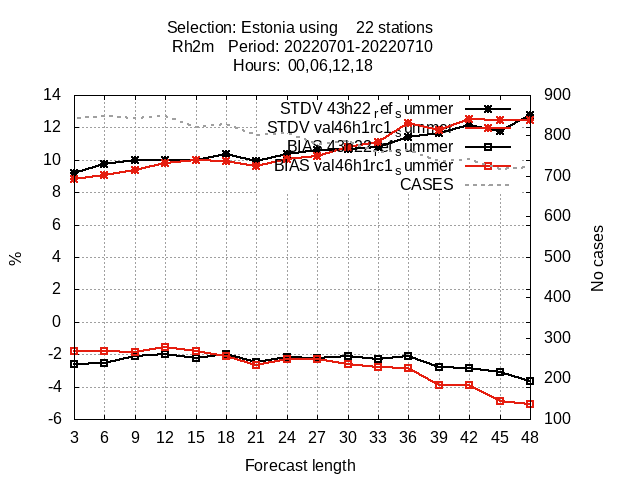 Selection: Estonia using 22 stations
Rh2m Period: 20220701-20220710
Hours: 00,06,12,18
14 900
STDV 43h22_ref_summer
12 800
STDV val46h1rc1_summer
BIAS 43h22_ref_summer
10 700
BIAS val46h1rc1_summer
CASES
8 600
6 500
4 400
2 300
0 200
-2 100
-4
-6
%
No cases
3 6 9 12 15 18 21 24 27 30 33 36 39 42 45 48
Forecast length